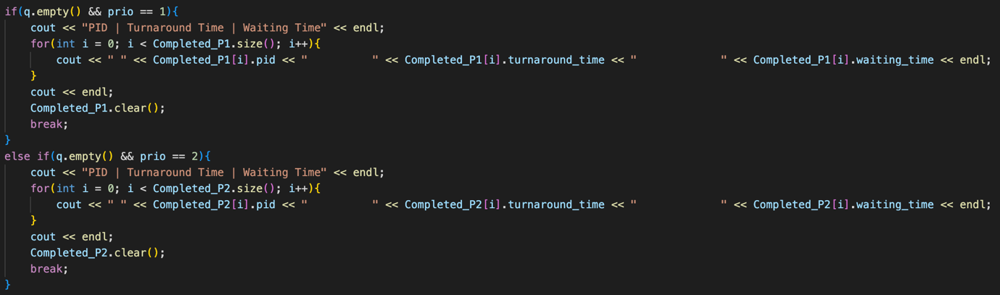 if(q.empty() && prio == 1){
    cout << "PID | Turnaround Time | Waiting Time" << endl;
    for(int i = 0; i < Completed_P1.size(); i++){
        cout << " " << Completed_P1[i].pid << "          " << Completed_P1[i].turnaround_time << "             " << Completed_P1[i].waiting_time << endl;
    }
    cout << endl;
    Completed_P1.clear();
    break;
}
else if(q.empty() && prio == 2){
    cout << "PID | Turnaround Time | Waiting Time" << endl;
    for(int i = 0; i < Completed_P2.size(); i++){
        cout << " " << Completed_P2[i].pid << "          " << Completed_P2[i].turnaround_time << "             " << Completed_P2[i].waiting_time << endl;
    }
    cout << endl;
    Completed_P2.clear();
    break;
}